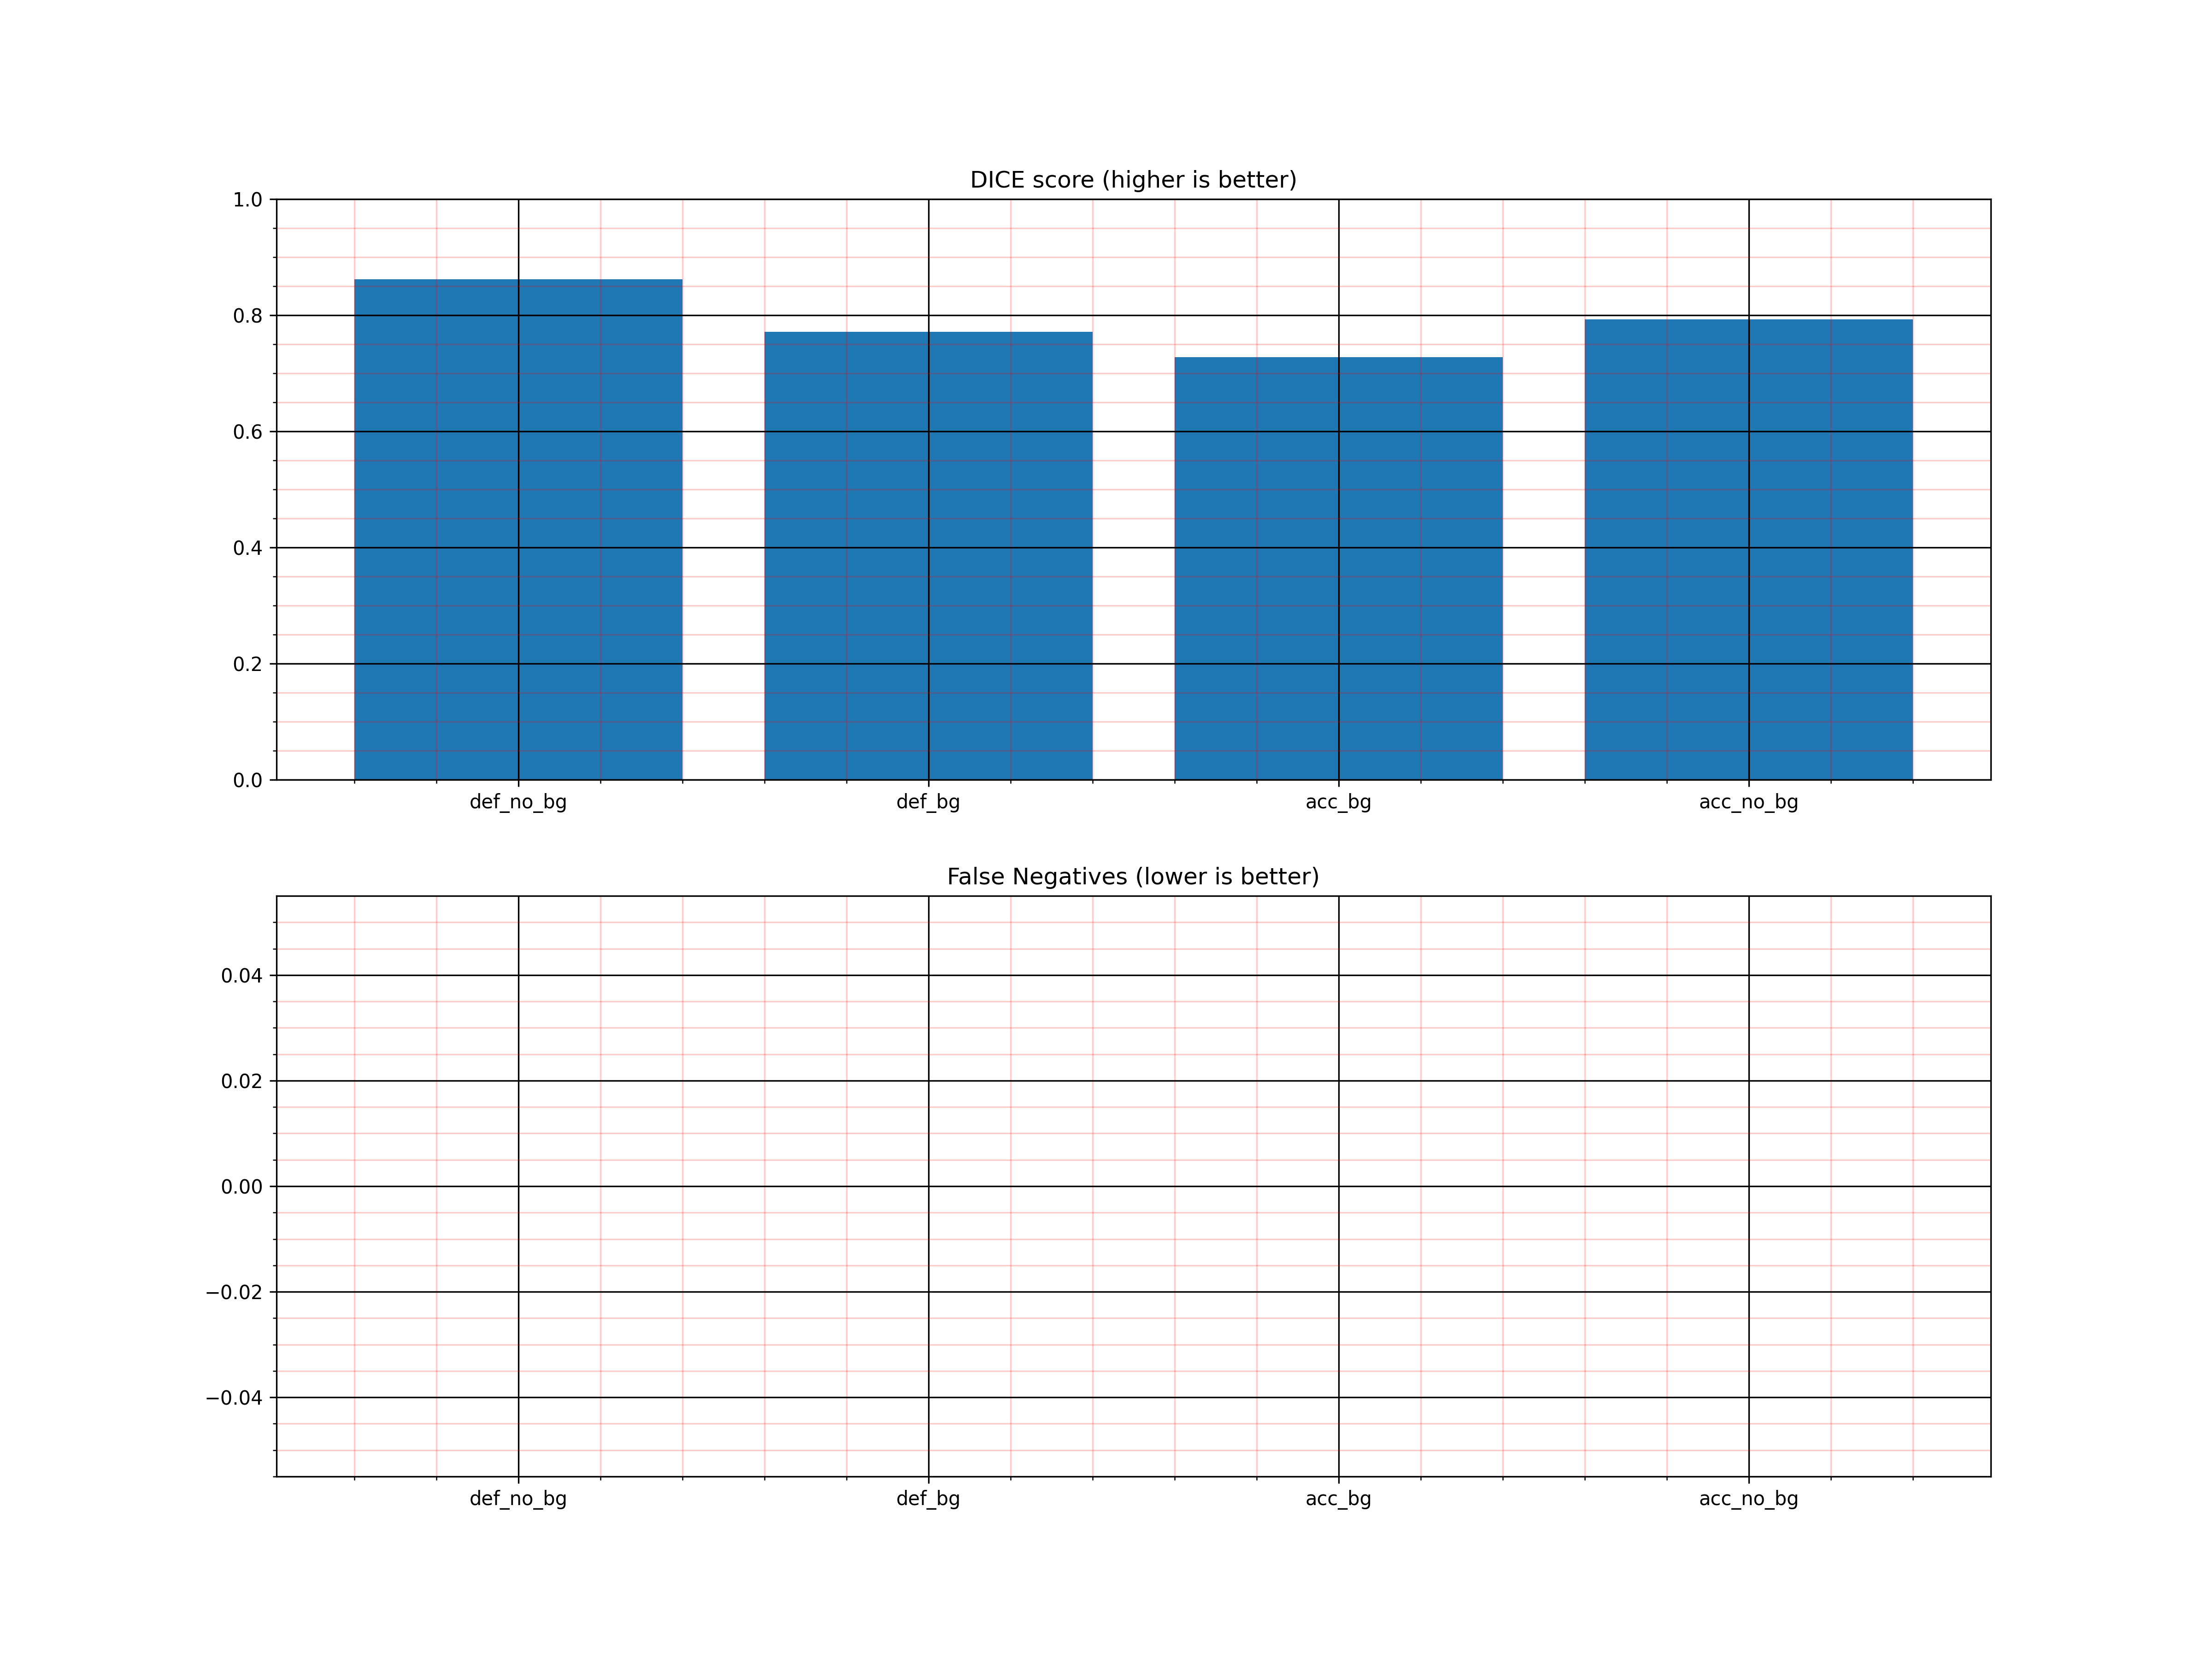 DICE score (higher is better)
1.0
0.8
0.6
0.4
0.2
0.0
def_no_bg def_bg acc_bg acc_no_bg
False Negatives (lower is better)
0.04
0.02
0.00
−0.02
−0.04
def_no_bg def_bg acc_bg acc_no_bg